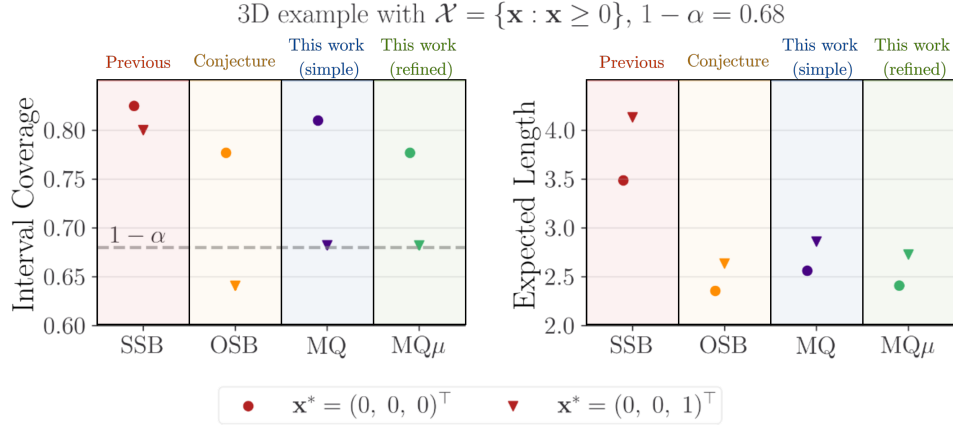 3D example with 𝒳 = {x : x ≥ 0}, 1 − α = 0.68
Previous
Conjecture
This work
(simple)
This work
(refined)
Interval Coverage
0.80
0.75
0.70
0.65
0.60
1 − α
SSB
OSB
MQ
MQμ
Previous
Conjecture
This work
(simple)
This work
(refined)
Expected Length
4.0
3.5
3.0
2.5
2.0
SSB
OSB
MQ
MQμ
x* = (0, 0, 0)⊤
x* = (0, 0, 1)⊤